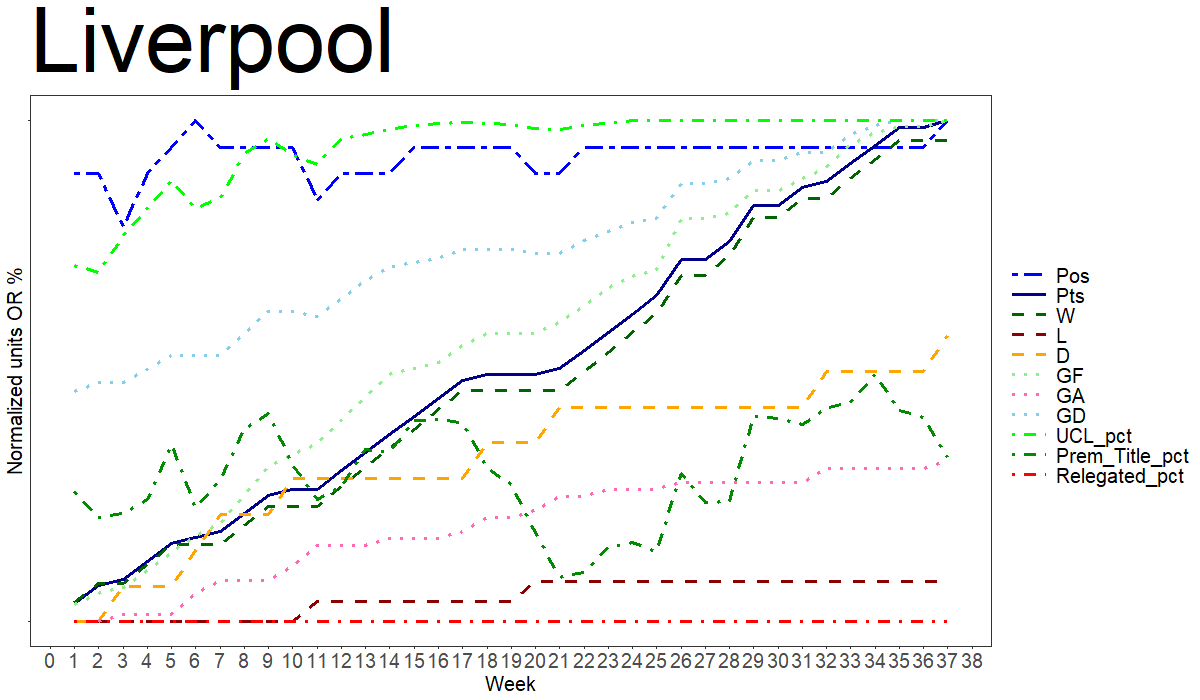 Liverpool
Normalized units OR %
Pos
Pts
W
L
D
GF
GA
GD
UCL_pct
Prem_Title_pct
Relegated_pct
0 1 2 3 4 5 6 7 8 9 10 11 12 13 14 15 16 17 18 19 20 21 22 23 24 25 26 27 28 29 30 31 32 33 34 35 36 37 38
Week